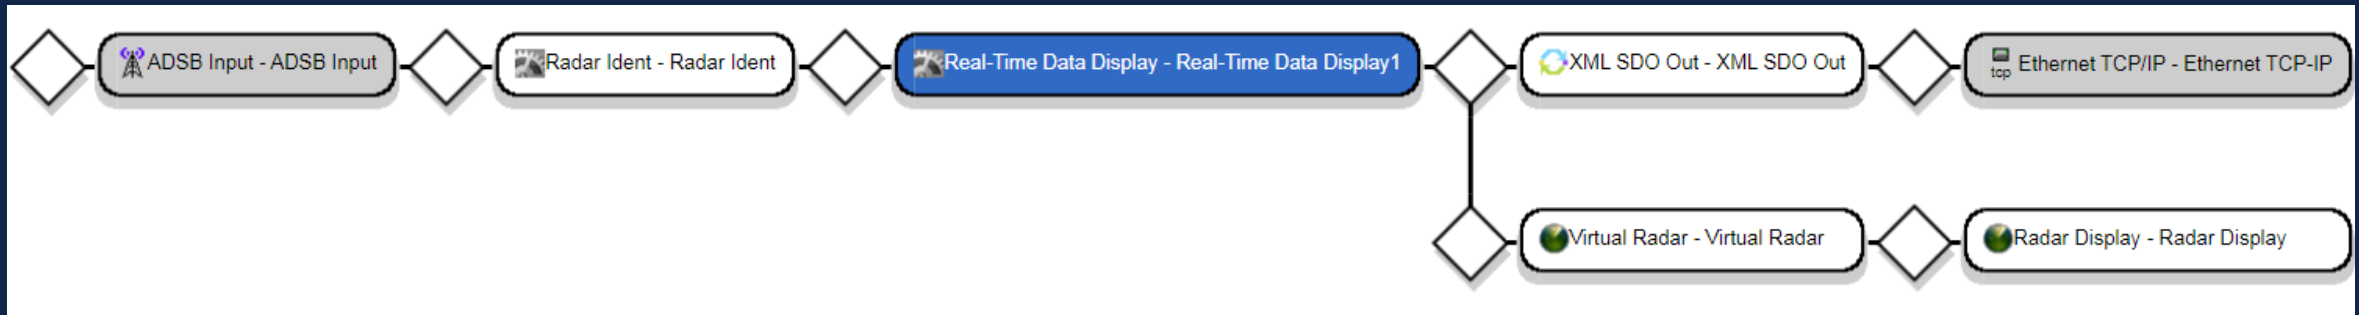 ADSB Input - ADSB Input
Radar Ident - Radar Ident
Real-Time Data Display - Real-Time Data Display1
XML SDO Out - XML SDO Out
tcp
Ethernet TCP/IP - Ethernet TCP-IP
Virtual Radar - Virtual Radar
Radar Display - Radar Display